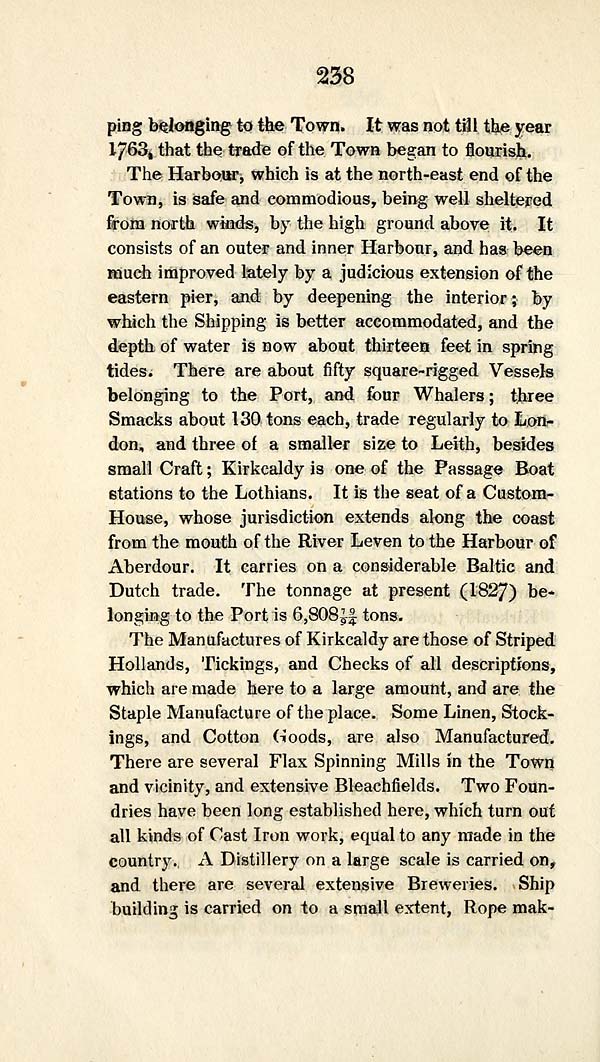 238
ping belonging to the Town. It was not till the year
1763, that the trade of the Town began to flourish.
The Harbour, which is at the north-east end of the
Town, is safe and commodious, being well sheltered
from north winds, by the high ground above it. It
consists of an outer and inner Harbour, and has been
much improved lately by a judicious extension of the
eastern pier, and by deepening the interior; by
which the Shipping is better accommodated, and the
depth of water is now about thirteen feet in spring
tides. There are about fifty square-rigged Vessels
belonging to the Port, and four Whalers; three
Smacks about 130 tons each, trade regularly to Lon-
don, and three of a smaller size to Leith, besides
small Craft; Kirkcaldy is one of the Passage Boat
stations to the Lothians. It is the seat of a Custom-
House, whose jurisdiction extends along the coast
from the mouth of the River Leven to the Harbour of
Aberdour. It carries on a considerable Baltic and
Dutch trade. The tonnage at present (1827) be-
longing to the Port is 6,808 79/94 tons.
The Manufactures of Kirkcaldy are those of Striped
Hollands, Tickings, and Checks of all descriptions,
which are made here to a large amount, and are the
Staple Manufacture of the place. Some Linen, Stock-
ings, and Cotton Goods, are also Manufactured.
There are several Flax Spinning Mills in the Town
and vicinity, and extensive Bleachfields. Two Foun-
dries have been long established here, which turn out
all kinds of Cast Iron work, equal to any made in the
country. A Distillery on a large scale is carried on,
and there are several extensive Breweries. Ship
building is carried on to a small extent, Rope mak-